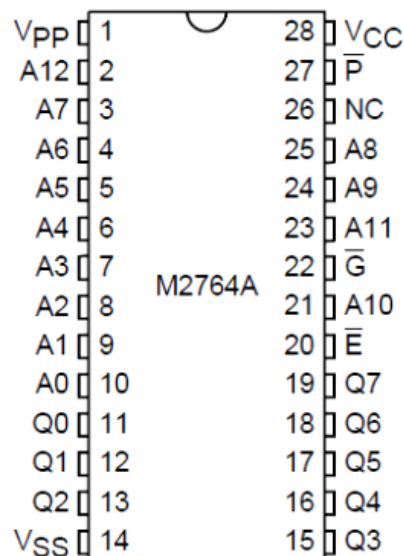 VPP 1 28 VCC
A12 2 27 P̅
A7 3 26 NC
A6 4 25 A8
A5 5 24 A9
A4 6 23 A11
A3 7 22 G̅
M2764A
A2 8 21 A10
A1 9 20 E̅
A0 10 19 Q7
Q0 11 18 Q6
Q1 12 17 Q5
Q2 13 16 Q4
VSS 14 15 Q3